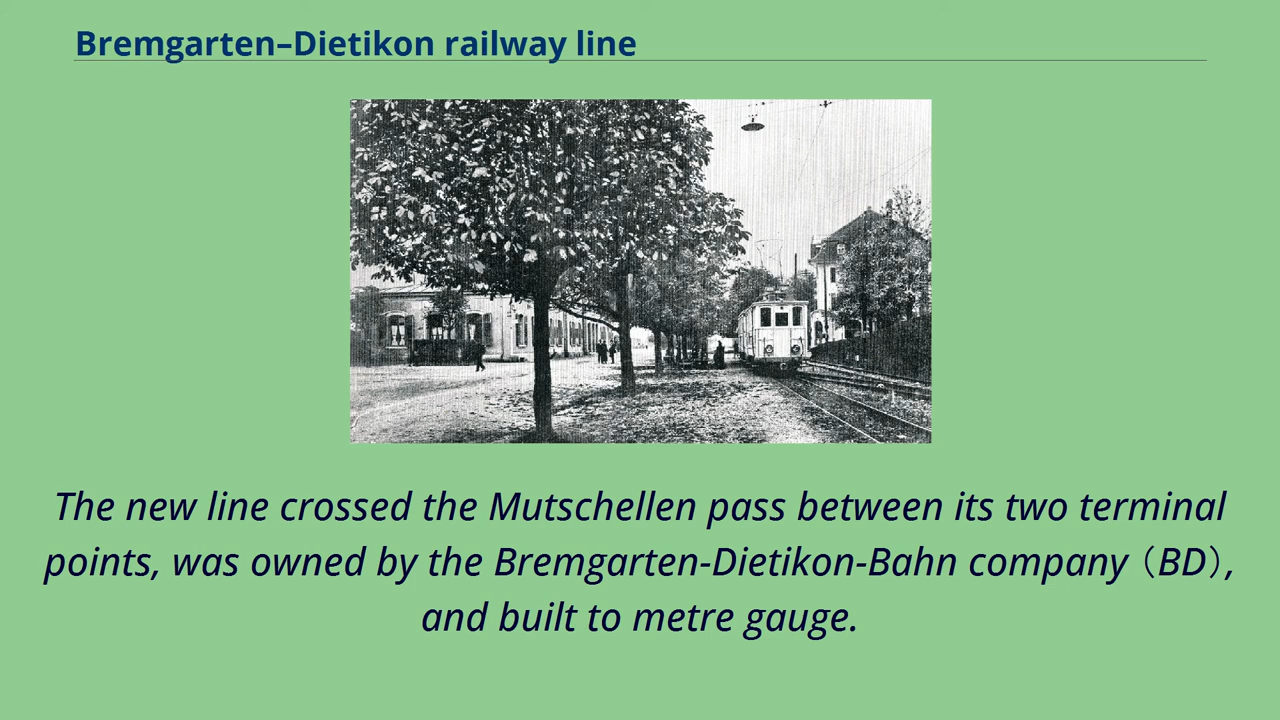 Bremgarten–Dietikon railway line
The new line crossed the Mutschellen pass between its two terminal
points, was owned by the Bremgarten-Dietikon-Bahn company（BD）,
and built to metre gauge.